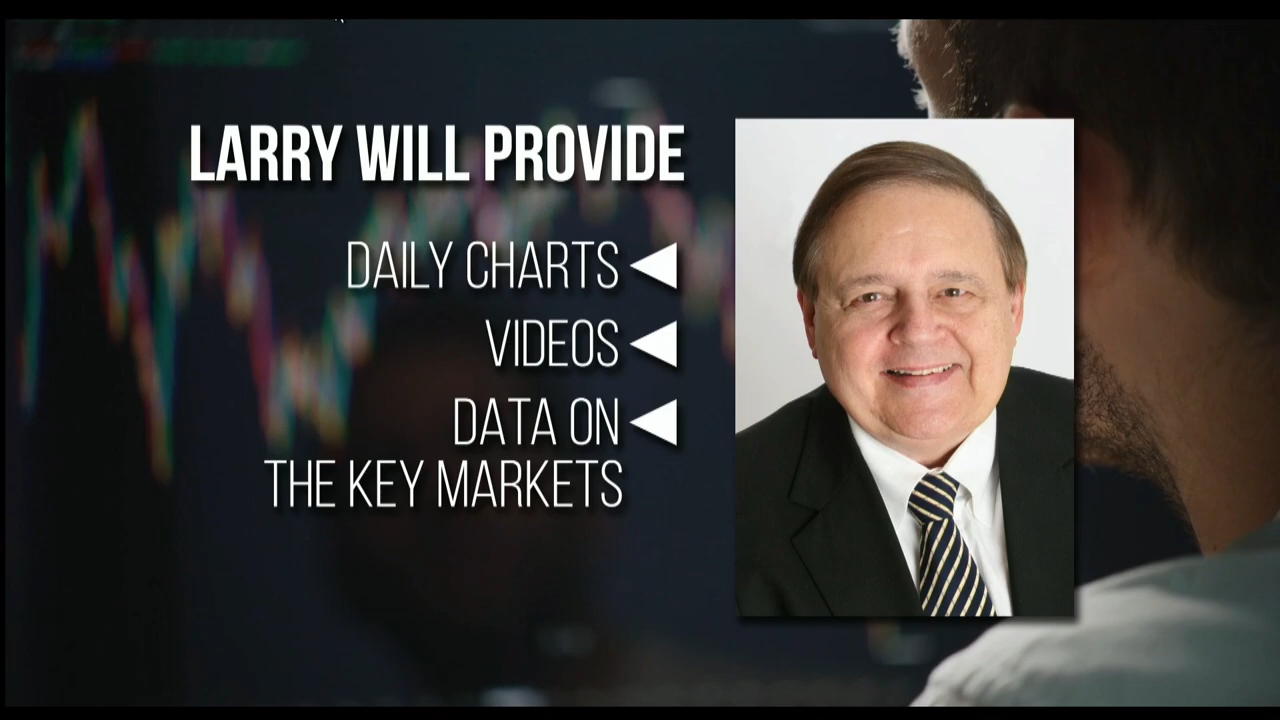 LARRY WILL PROVIDE
DAILY CHARTS
VIDEOS
DATA ON
THE KEY MARKETS